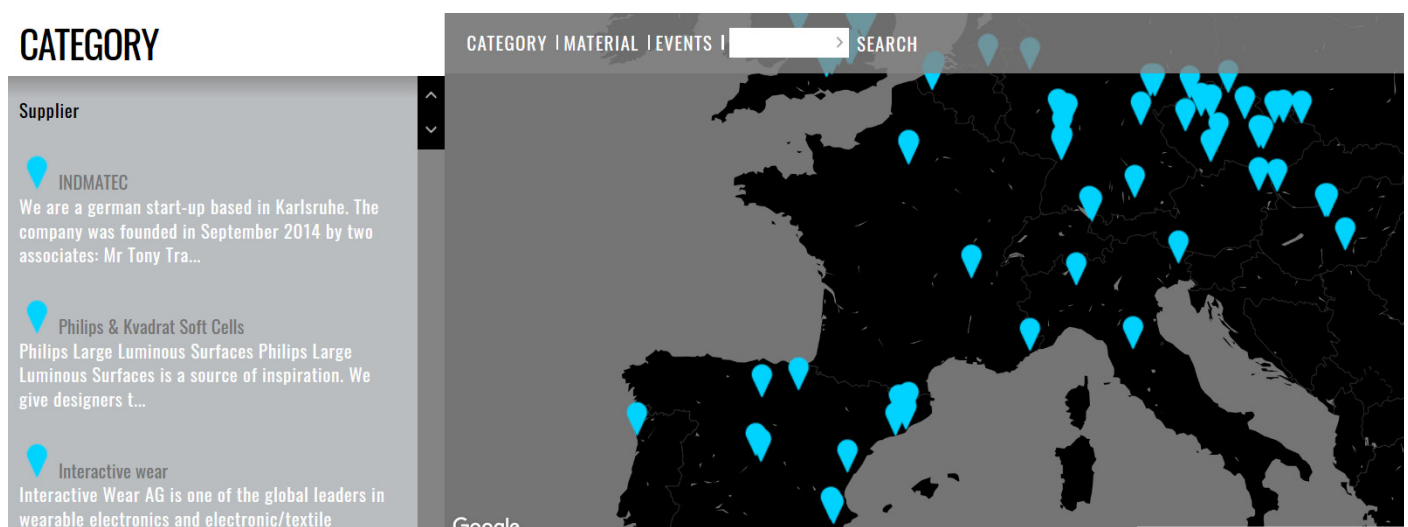 CATEGORY
CATEGORY | MATERIAL | EVENTS | > SEARCH
Supplier
INDMATEC
We are a german start-up based in Karlsruhe. The
company was founded in September 2014 by two
associates: Mr Tony Tra...
Philips & Kvadrat Soft Cells
Philips Large Luminous Surfaces Philips Large
Luminous Surfaces is a source of inspiration. We
give designers t...
Interactive wear
Interactive Wear AG is one of the global leaders in
wearable electronics and electronic/textile
Google